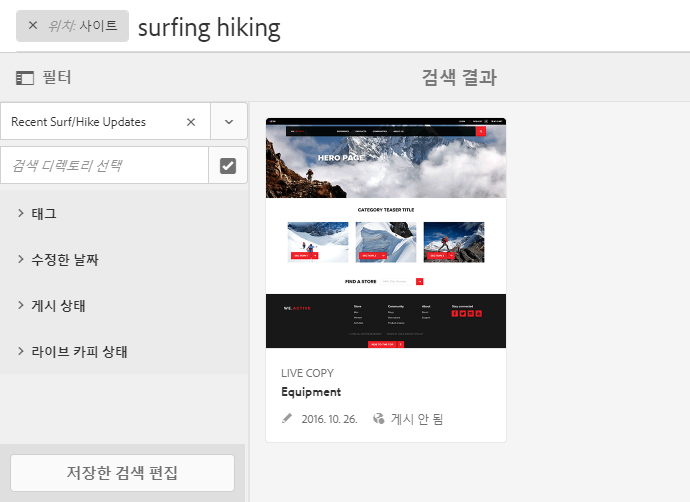 ✕ 위치: 사이트 surfing hiking
필터
검색 결과
Recent Surf/Hike Updates ✕
검색 디렉토리 선택
태그
수정한 날짜
게시 상태
라이브 카피 상태
저장한 검색 편집
HERO PAGE
CATEGORY TEASER TITLE
FIND A STORE
LIVE COPY
Equipment
2016. 10. 26. 게시 안 됨